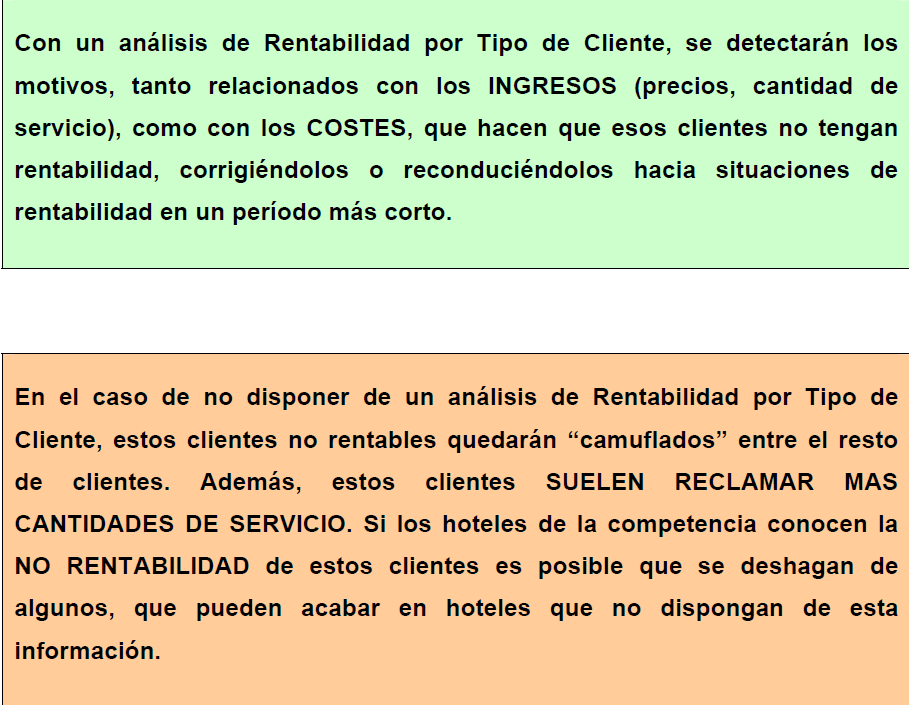 Con un análisis de Rentabilidad por Tipo de Cliente, se detectarán los
motivos, tanto relacionados con los INGRESOS (precios, cantidad de
servicio), como con los COSTES, que hacen que esos clientes no tengan
rentabilidad, corrigiéndolos o reconduciéndolos hacia situaciones de
rentabilidad en un período más corto.
En el caso de no disponer de un análisis de Rentabilidad por Tipo de
Cliente, estos clientes no rentables quedarán “camuflados” entre el resto
de clientes. Además, estos clientes SUELEN RECLAMAR MAS
CANTIDADES DE SERVICIO. Si los hoteles de la competencia conocen la
NO RENTABILIDAD de estos clientes es posible que se deshagan de
algunos, que pueden acabar en hoteles que no dispongan de esta
información.